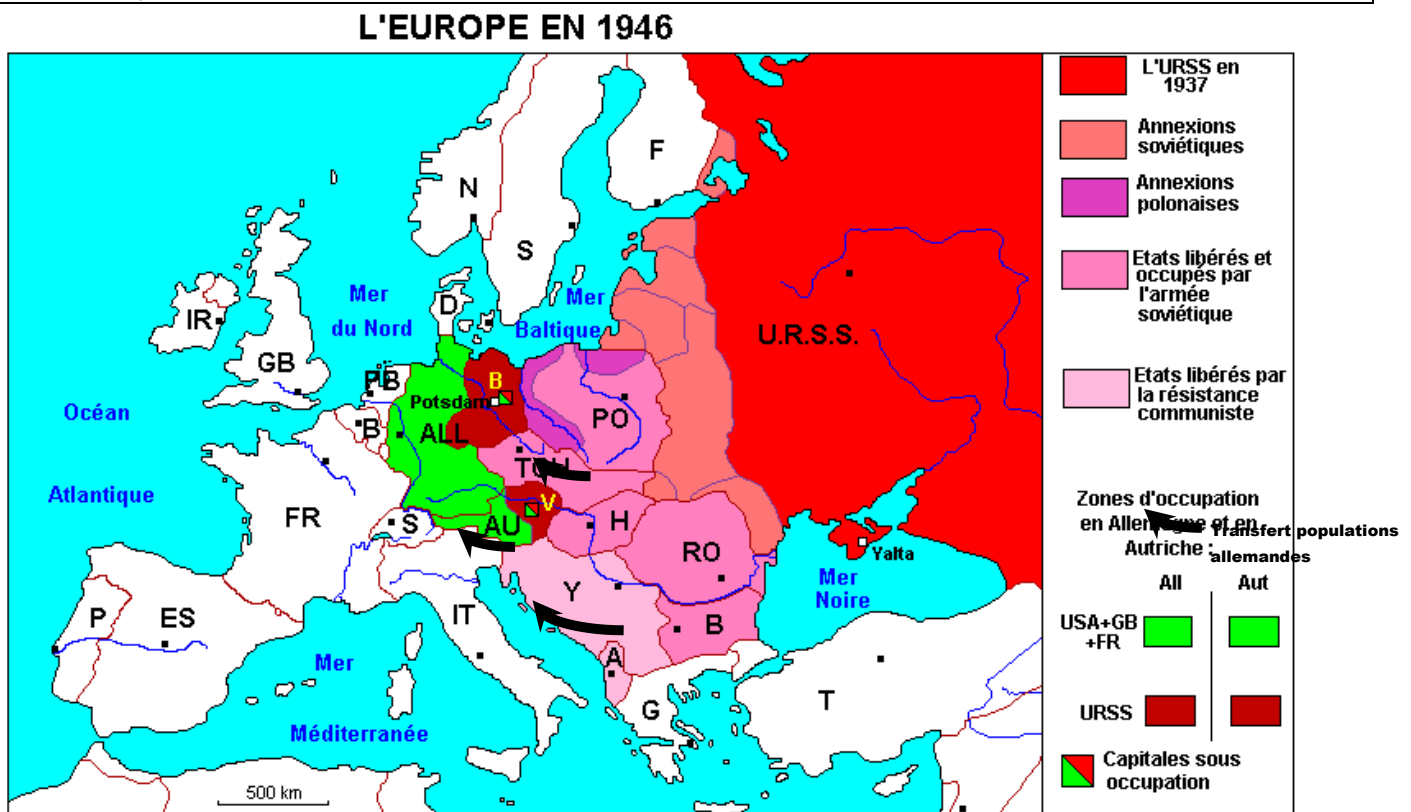 L'EUROPE EN 1946
F
N
S
Mer
du Nord
D
Mer
Baltique
IR
GB
PB
B
Potsdam
B
ALL
PO
U.R.S.S.
Océan
Atlantique
TCH
V
FR
S
AU
H
RO
Yalta
Mer
Noire
P
ES
IT
Y
B
A
Mer
Méditerranée
G
T
500 km
L'URSS en
1937
Annexions
soviétiques
Annexions
polonaises
Etats libérés et
occupés par
l'armée
soviétique
Etats libérés par
la résistance
communiste
Zones d'occupation
en Allemagne et en
Autriche :
Transfert populations
allemandes
All
Aut
USA+GB
+FR
URSS
Capitales sous
occupation